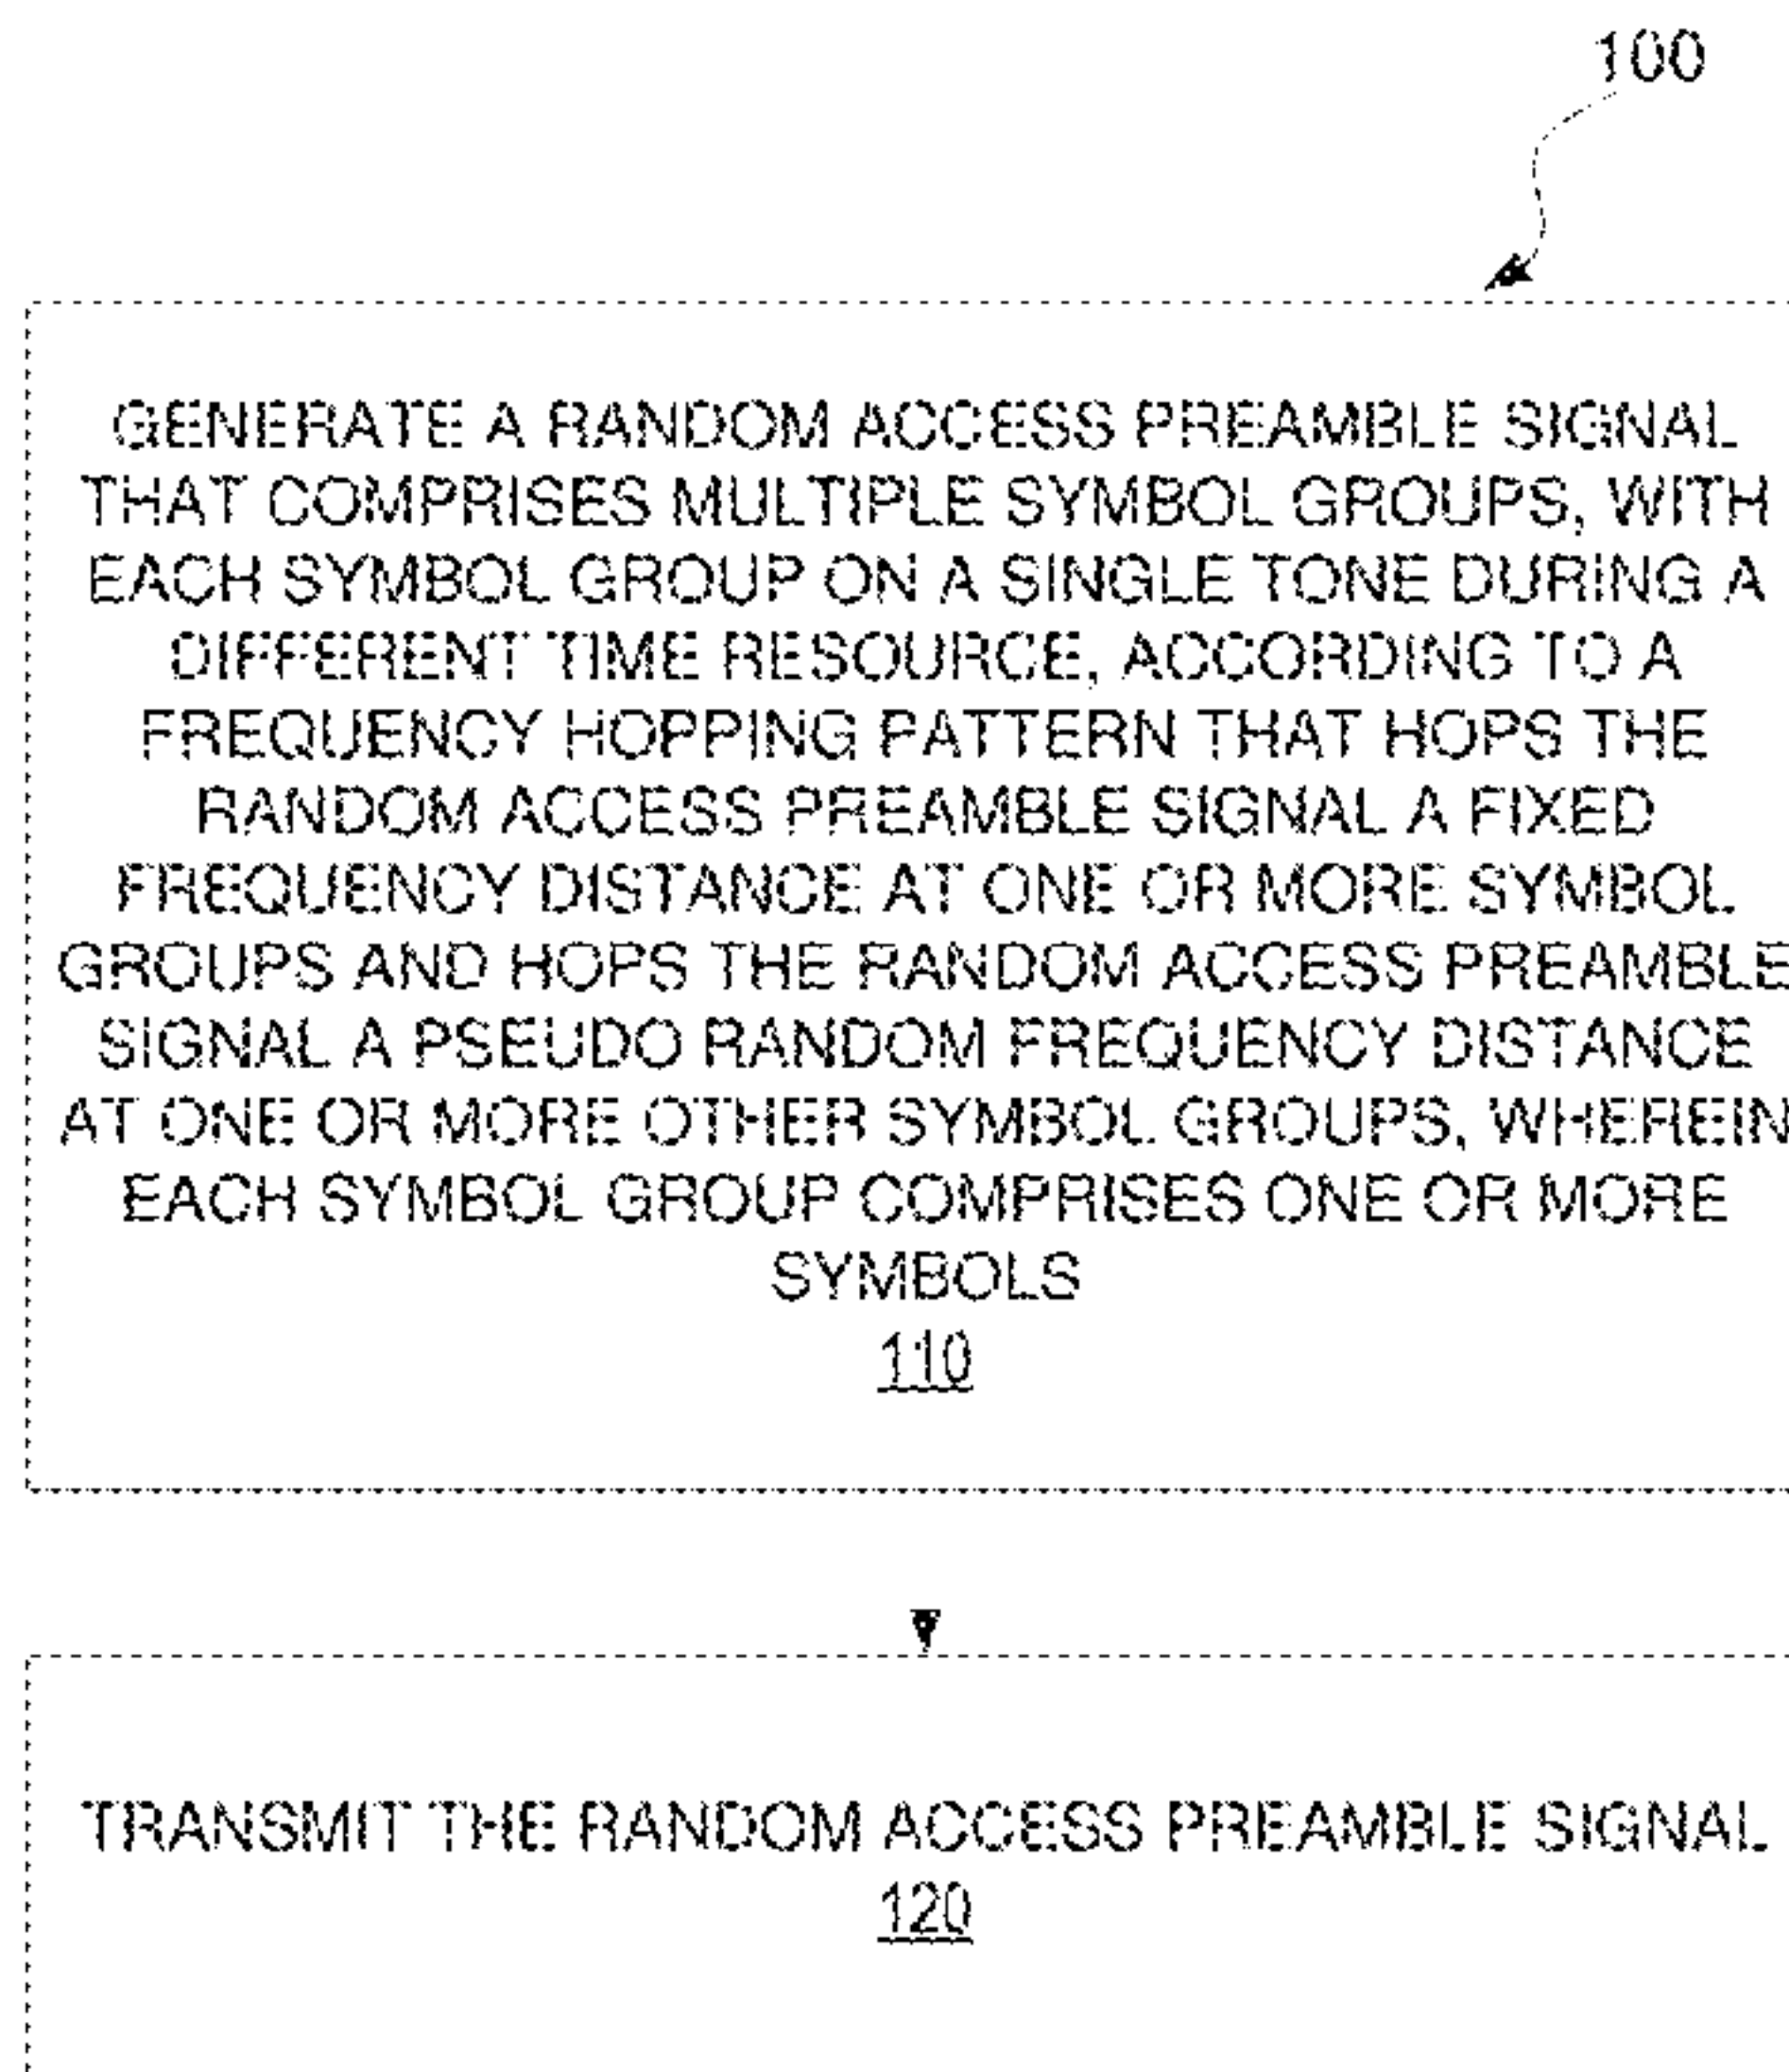 100
GENERATE A RANDOM ACCESS PREAMBLE SIGNAL
THAT COMPRISES MULTIPLE SYMBOL GROUPS, WITH
EACH SYMBOL GROUP ON A SINGLE TONE DURING A
DIFFERENT TIME RESOURCE, ACCORDING TO A
FREQUENCY HOPPING PATTERN THAT HOPS THE
RANDOM ACCESS PREAMBLE SIGNAL A FIXED
FREQUENCY DISTANCE AT ONE OR MORE SYMBOL
GROUPS AND HOPS THE RANDOM ACCESS PREAMBLE
SIGNAL A PSEUDO RANDOM FREQUENCY DISTANCE
AT ONE OR MORE OTHER SYMBOL GROUPS, WHEREIN
EACH SYMBOL GROUP COMPRISES ONE OR MORE
SYMBOLS
110
TRANSMIT THE RANDOM ACCESS PREAMBLE SIGNAL
120